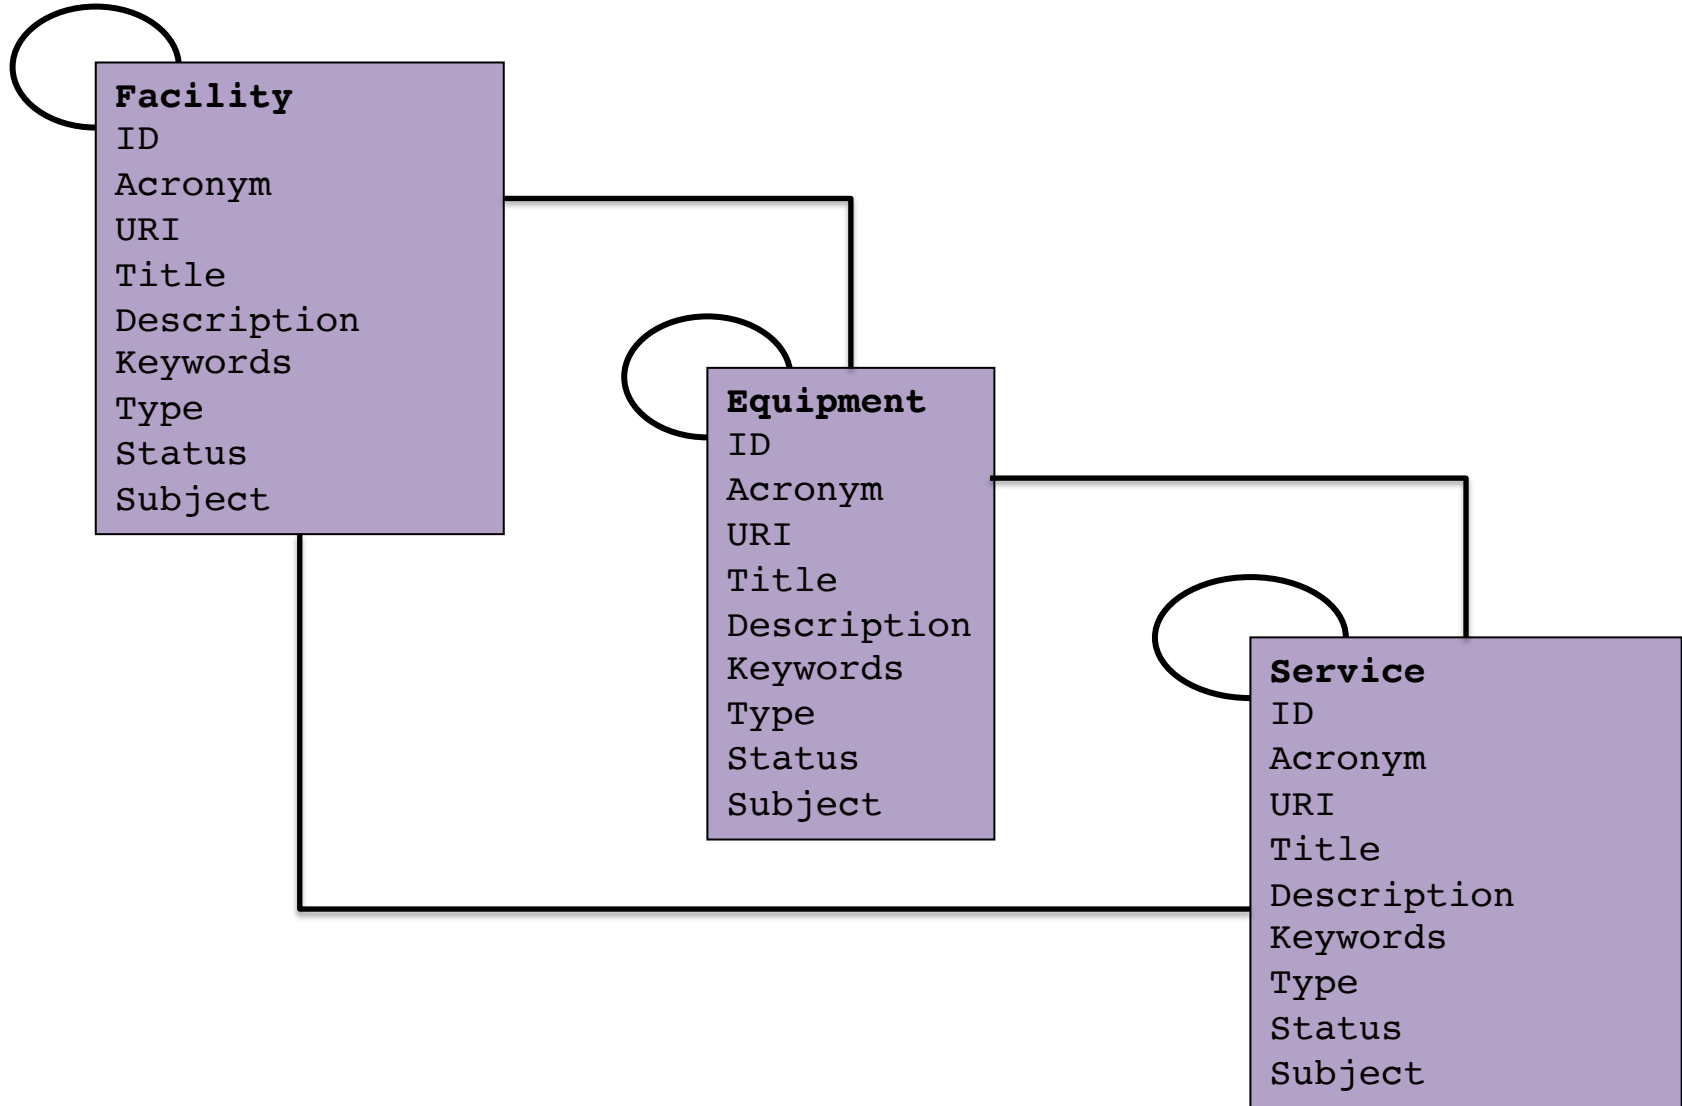 Facility
ID
Acronym
URI
Title
Description
Keywords
Type
Status
Subject
Equipment
ID
Acronym
URI
Title
Description
Keywords
Type
Status
Subject
Service
ID
Acronym
URI
Title
Description
Keywords
Type
Status
Subject